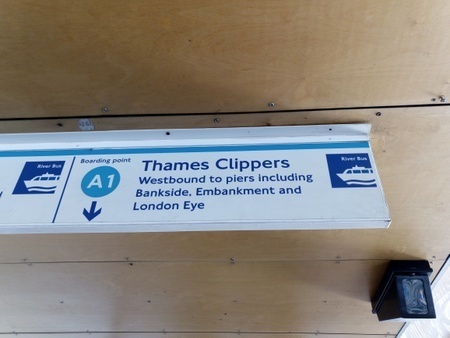 River Bus
Boarding point
A1
Thames Clippers
Westbound to piers including
Bankside, Embankment and
London Eye
River Bus